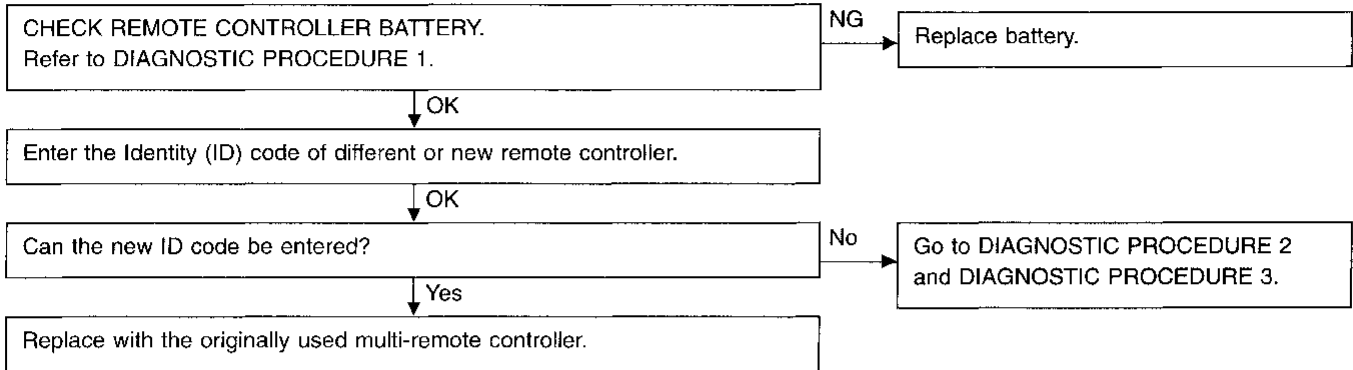 CHECK REMOTE CONTROLLER BATTERY.
Refer to DIAGNOSTIC PROCEDURE 1.
NG
Replace battery.
OK
Enter the Identity (ID) code of different or new remote controller.
OK
Can the new ID code be entered?
No
Go to DIAGNOSTIC PROCEDURE 2
and DIAGNOSTIC PROCEDURE 3.
Yes
Replace with the originally used multi-remote controller.